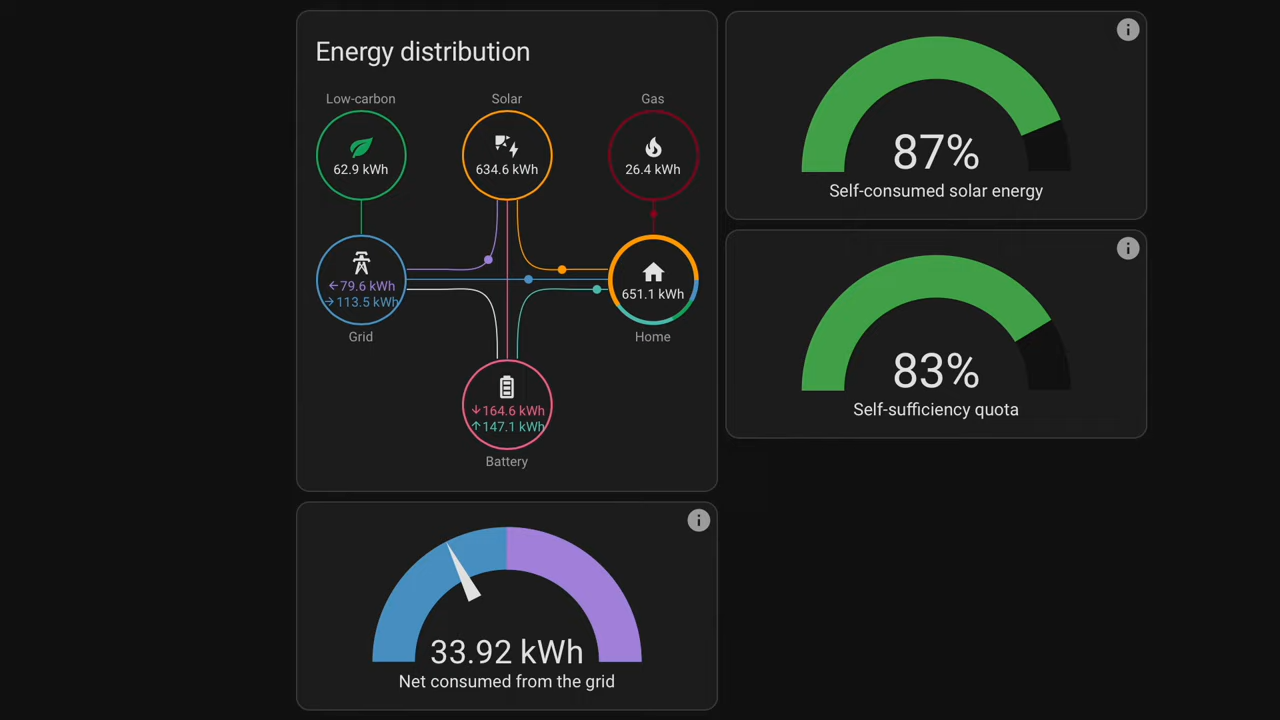 Energy distribution
Low-carbon
Solar
Gas
62.9 kWh
634.6 kWh
26.4 kWh
←79.6 kWh
→113.5 kWh
651.1 kWh
Grid
Home
↓164.6 kWh
↑147.1 kWh
Battery
33.92 kWh
Net consumed from the grid
87%
Self-consumed solar energy
83%
Self-sufficiency quota